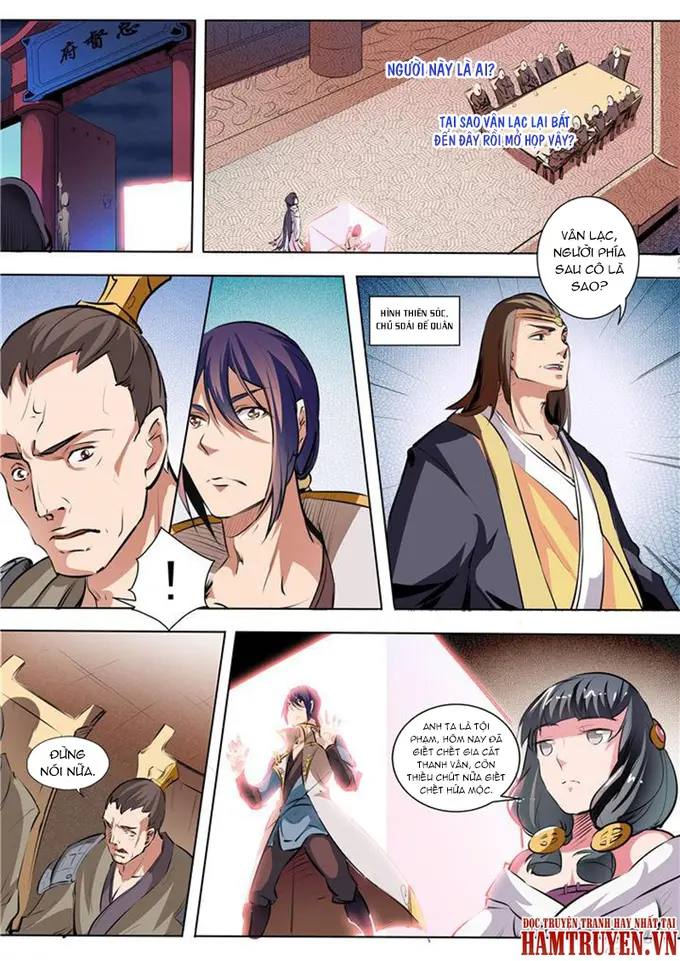 府督忠
NGƯỜI NÀY LÀ AI?
TẠI SAO VÂN LẠC LẠI BẤT
ĐẾN ĐÂY RỒI MỞ HỌP VẬY?
VÂN LẠC,
NGƯỜI PHÍA
SAU CÔ LÀ
SAO?
HÌNH THIÊN SÓC,
CHỦ SOÁI ĐẾ QUÂN
!
ĐỪNG
NÓI NỮA.
ANH TA LÀ TỘI
PHẠM, HÔM NAY ĐÃ
GIẾT CHẾT GIA CÁT
THANH VÂN, CÒN
THIẾU CHÚT NỮA GIẾT
CHẾT HỨA MỘC.
ĐỌC TRUYỆN TRANH HAY NHẤT TẠI
HAMTRUYEN.VN